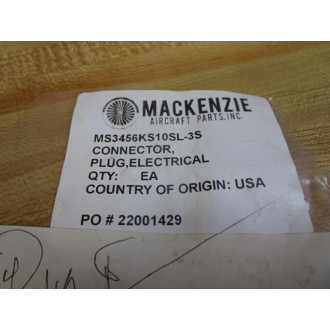 MACKENZIE
AIRCRAFT PARTS, INC.
MS3456KS10SL-3S
CONNECTOR,
PLUG,ELECTRICAL
QTY: EA
COUNTRY OF ORIGIN: USA
PO # 22001429